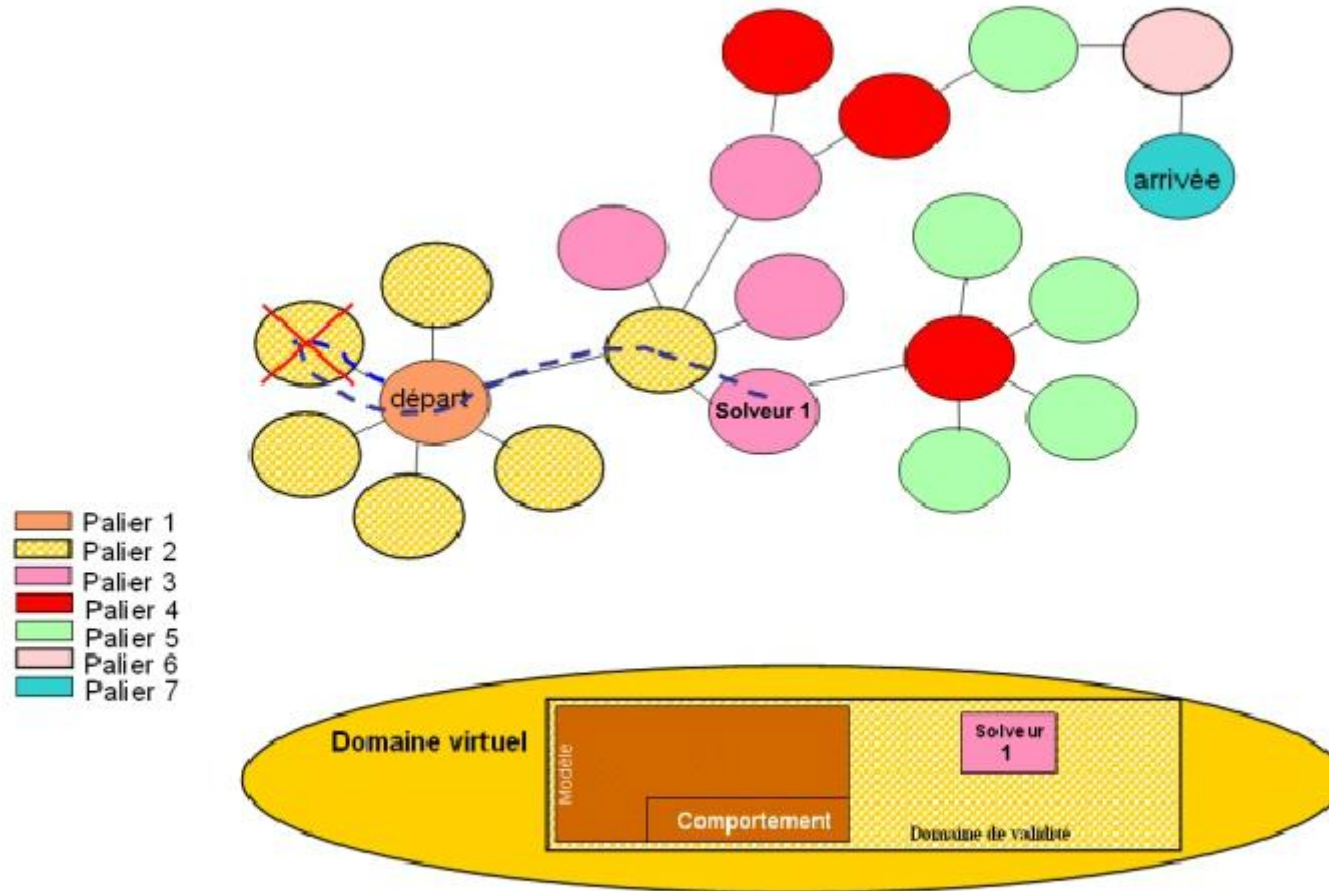 arrivée
départ
Solveur 1
Palier 1
Palier 2
Palier 3
Palier 4
Palier 5
Palier 6
Palier 7
Domaine virtuel
Modèle
Solveur
1
Comportement
Domaine de validité